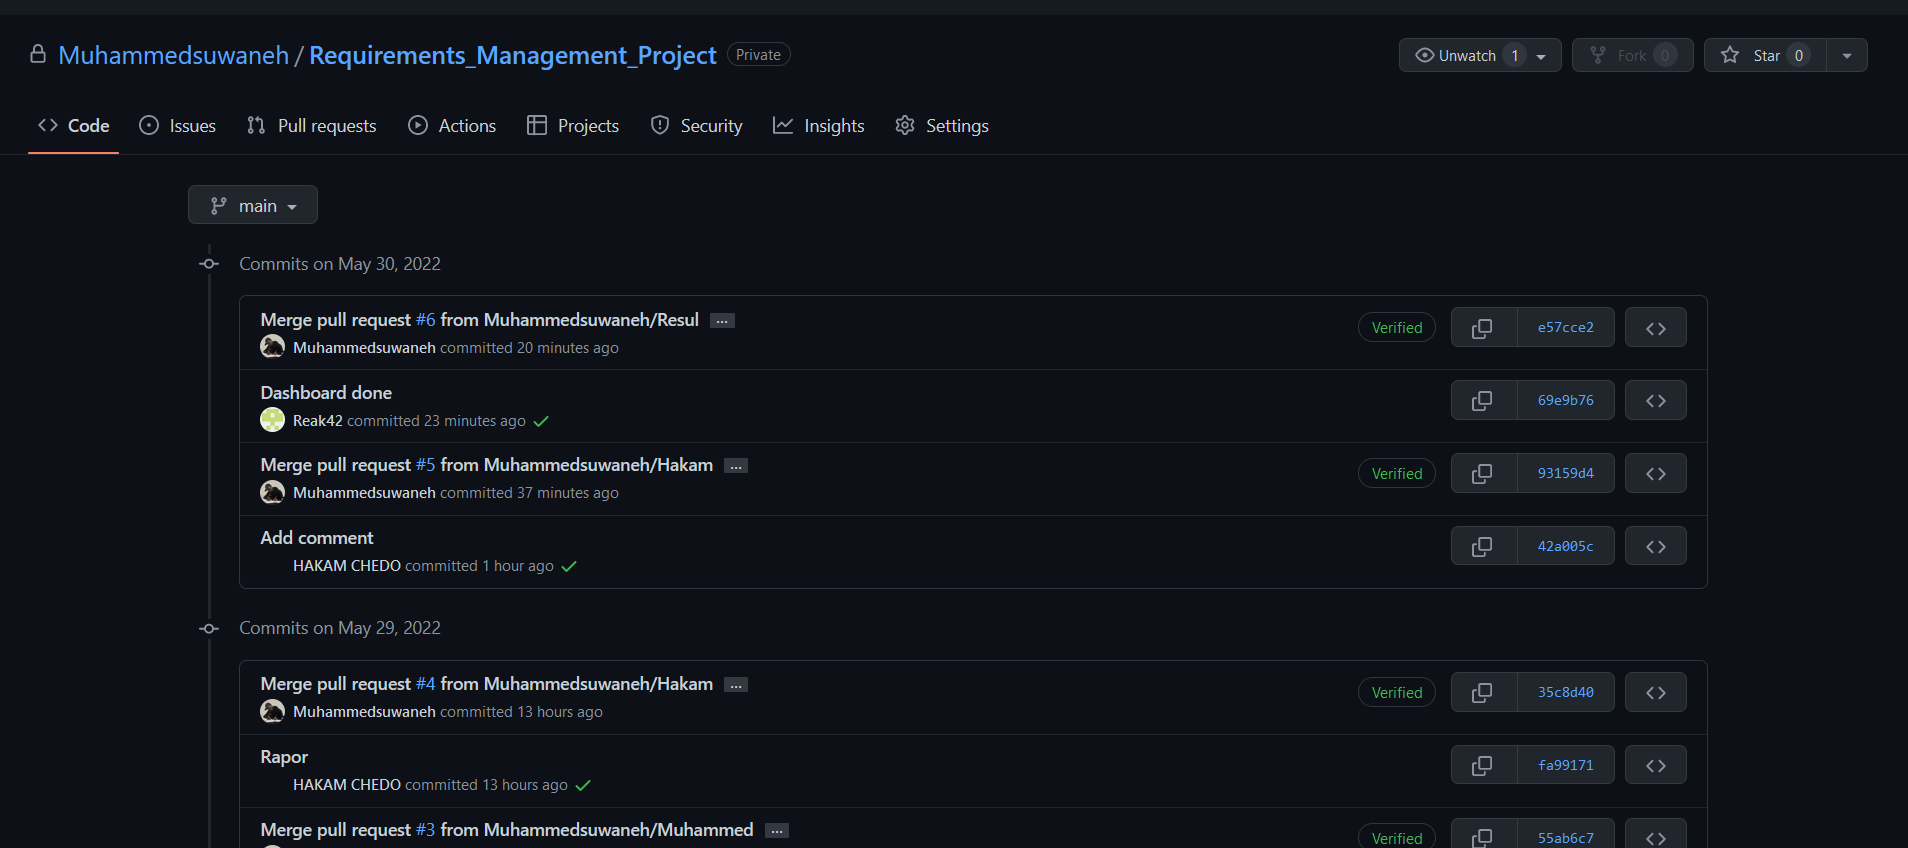 Muhammedsuwaneh / Requirements_Management_Project Private
Unwatch 1 Fork 0 Star 0
Code Issues Pull requests Actions Projects Security Insights Settings
main
Commits on May 30, 2022
Merge pull request #6 from Muhammedsuwaneh/Resul ...
Verified e57cce2
Muhammedsuwaneh committed 20 minutes ago
Dashboard done
69e9b76
Reak42 committed 23 minutes ago
Merge pull request #5 from Muhammedsuwaneh/Hakam ...
Verified 93159d4
Muhammedsuwaneh committed 37 minutes ago
Add comment
42a005c
HAKAM CHEDO committed 1 hour ago
Commits on May 29, 2022
Merge pull request #4 from Muhammedsuwaneh/Hakam ...
Verified 35c8d40
Muhammedsuwaneh committed 13 hours ago
Rapor
fa99171
HAKAM CHEDO committed 13 hours ago
Merge pull request #3 from Muhammedsuwaneh/Muhammed ...
Verified 55ab6c7